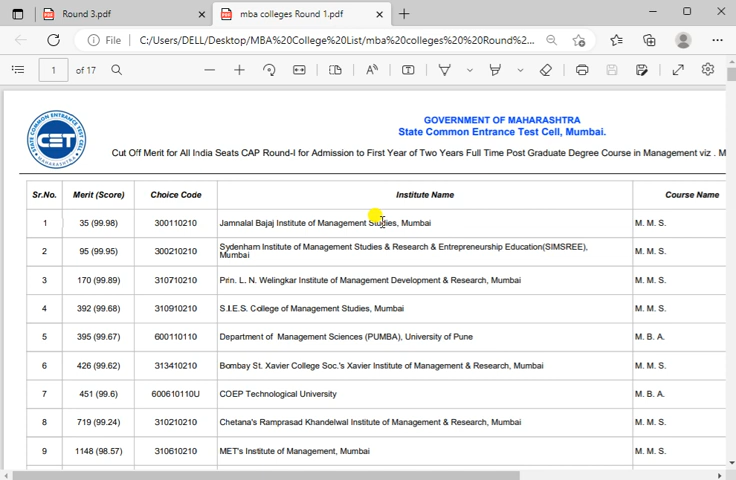 Round 3.pdf
mba colleges Round 1.pdf
File
C:/Users/DELL/Desktop/MBA%20College%20List/mba%20colleges%20%20Round%2...
1 of 17
STATE COMMON ENTRANCE TEST CELL
CET
MAHARASHTRA
GOVERNMENT OF MAHARASHTRA
State Common Entrance Test Cell, Mumbai.
Cut Off Merit for All India Seats CAP Round-I for Admission to First Year of Two Years Full Time Post Graduate Degree Course in Management viz . M
Sr.No. Merit (Score) Choice Code Institute Name Course Name
1 35 (99.98) 300110210 Jamnalal Bajaj Institute of Management Studies, Mumbai M. M. S.
2 95 (99.95) 300210210 Sydenham Institute of Management Studies & Research & Entrepreneurship Education(SIMSREE), M. M. S.
Mumbai
3 170 (99.89) 310710210 Prin. L. N. Welingkar Institute of Management Development & Research, Mumbai M. M. S.
4 392 (99.68) 310910210 S.I.E.S. College of Management Studies, Mumbai M. M. S.
5 395 (99.67) 600110110 Department of Management Sciences (PUMBA), University of Pune M. B. A.
6 426 (99.62) 313410210 Bombay St. Xavier College Soc.'s Xavier Institute of Management & Research, Mumbai M. M. S.
7 451 (99.6) 600610110U COEP Technological University M. B. A.
8 719 (99.24) 310210210 Chetana's Ramprasad Khandelwal Institute of Management & Research, Mumbai M. M. S.
9 1148 (98.57) 310610210 MET's Institute of Management, Mumbai M. M. S.